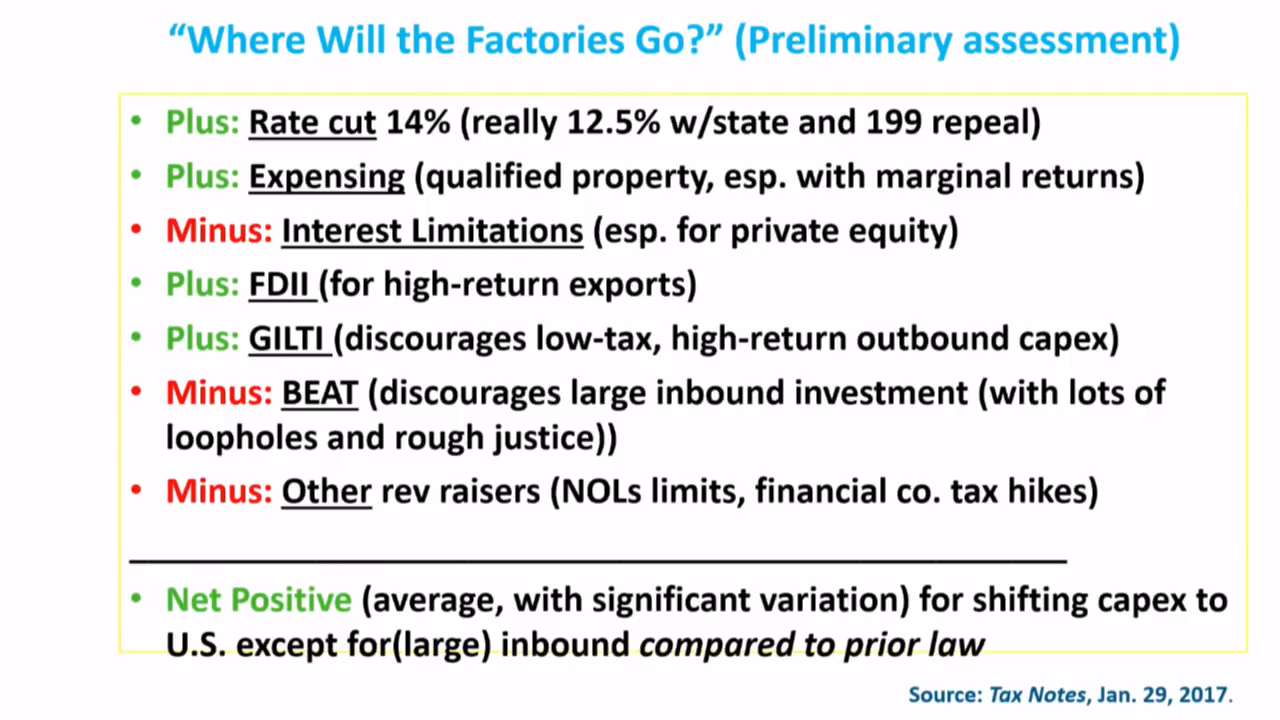 “Where Will the Factories Go?” (Preliminary assessment)
• Plus: Rate cut 14% (really 12.5% w/state and 199 repeal)
• Plus: Expensing (qualified property, esp. with marginal returns)
• Minus: Interest Limitations (esp. for private equity)
• Plus: FDII (for high-return exports)
• Plus: GILTI (discourages low-tax, high-return outbound capex)
• Minus: BEAT (discourages large inbound investment (with lots of
loopholes and rough justice))
• Minus: Other rev raisers (NOLs limits, financial co. tax hikes)
• Net Positive (average, with significant variation) for shifting capex to
U.S. except for(large) inbound compared to prior law
Source: Tax Notes, Jan. 29, 2017.